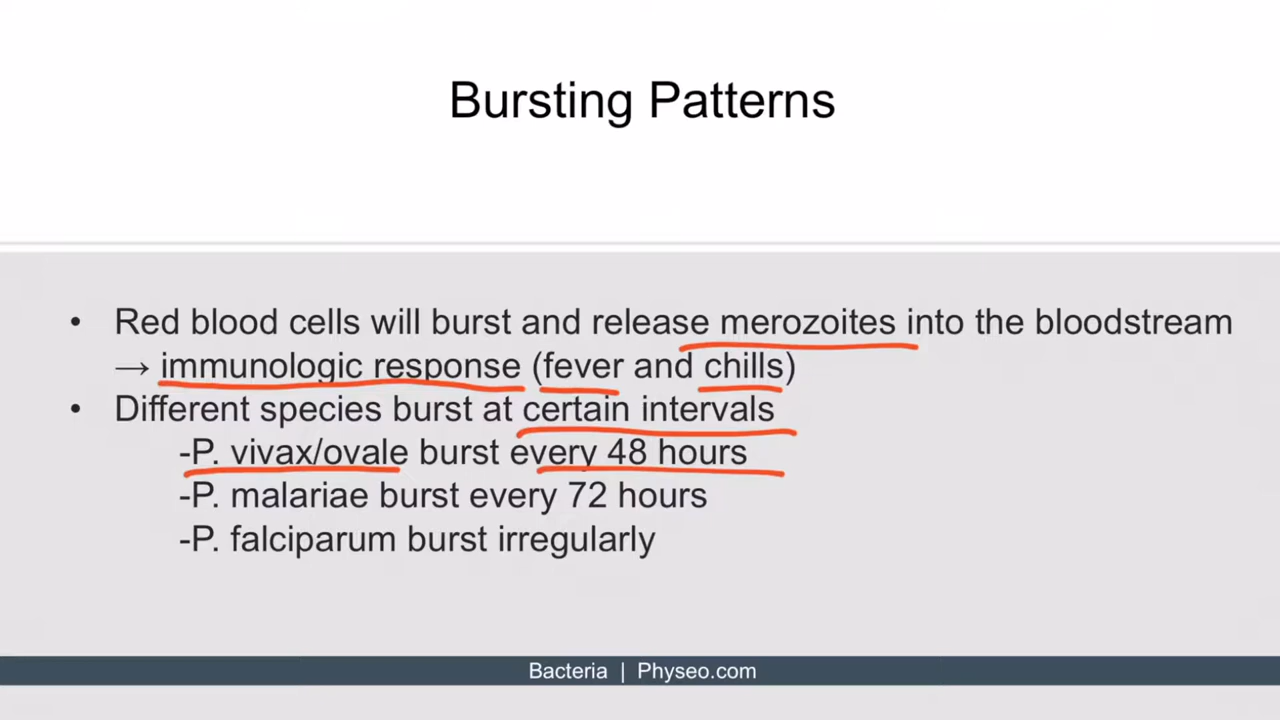 Bursting Patterns
• Red blood cells will burst and release merozoites into the bloodstream
→ immunologic response (fever and chills)
• Different species burst at certain intervals
-P. vivax/ovale burst every 48 hours
-P. malariae burst every 72 hours
-P. falciparum burst irregularly
Bacteria | Physeo.com